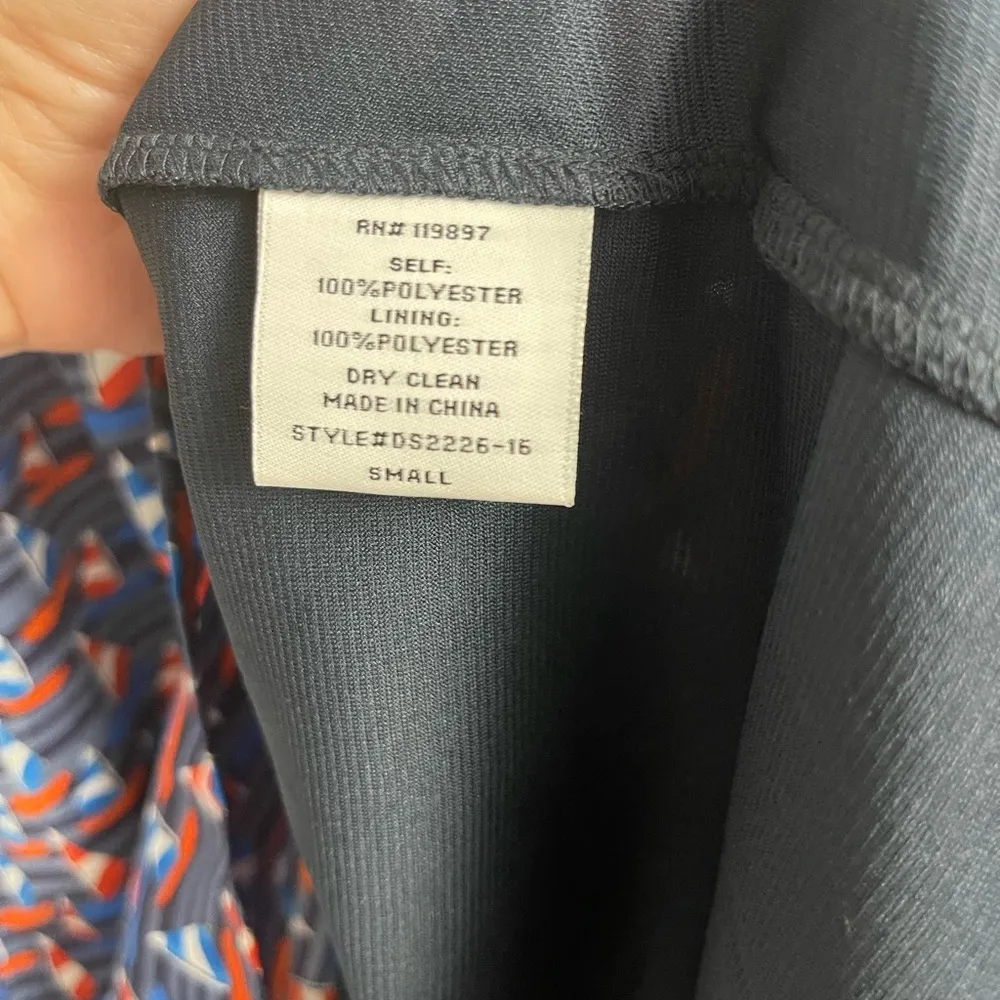 RN# 119897
SELF:
100%POLYESTER
LINING:
100%POLYESTER
DRY CLEAN
MADE IN CHINA
STYLE#DS2226-16
SMALL